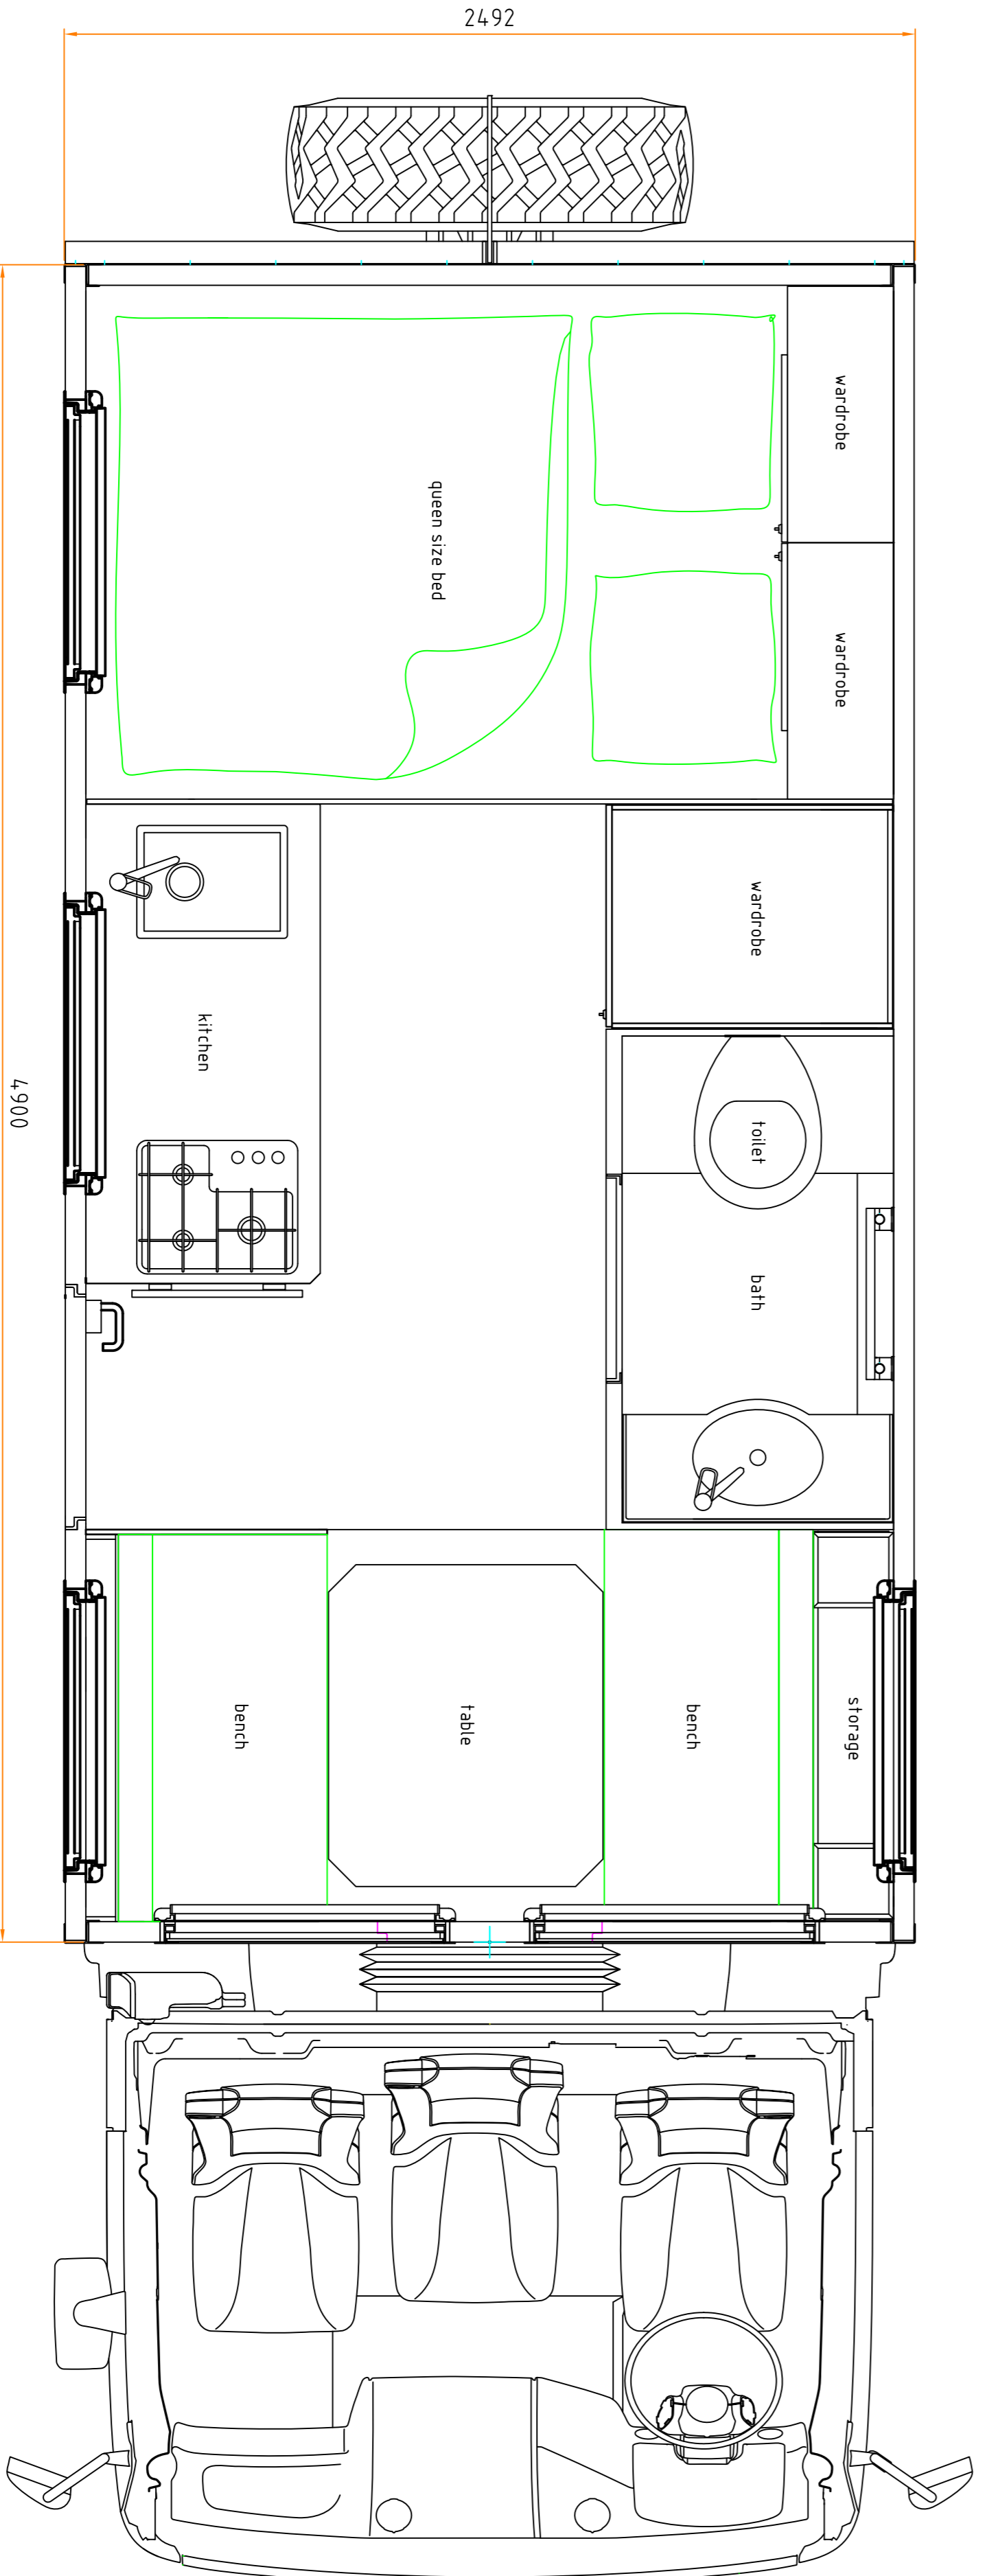 2492
wardrobe
wardrobe
queen size bed
wardrobe
kitchen
4900
toilet
bath
storage
bench
table
bench